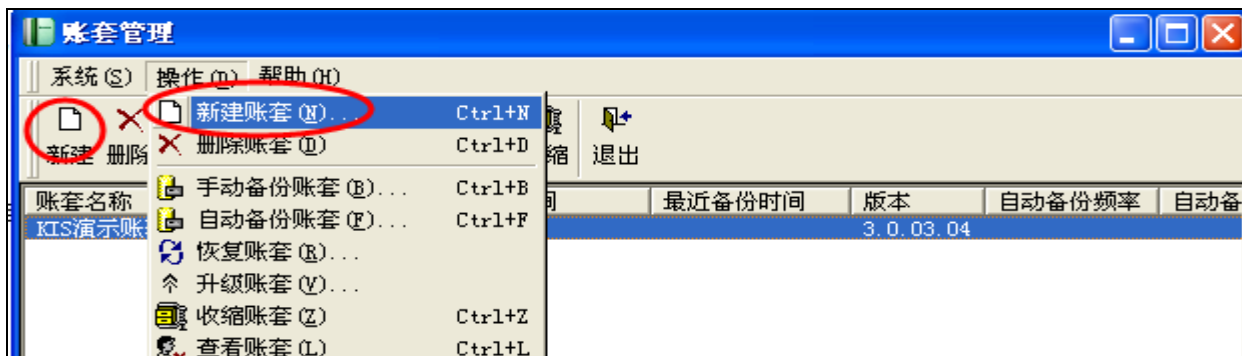 账套管理
系统(S) 操作(O) 帮助(H)
新建账套(N)... Ctrl+N
删除账套(D) Ctrl+D
新建 删除 缩 退出
手动备份账套(B)... Ctrl+B
账套名称 最近备份时间 版本 自动备份频率 自动备
自动备份账套(F)... Ctrl+F
KIS演示账 3.0.03.04
恢复账套(R)...
升级账套(V)...
收缩账套(Z) Ctrl+Z
查看账套(L) Ctrl+L